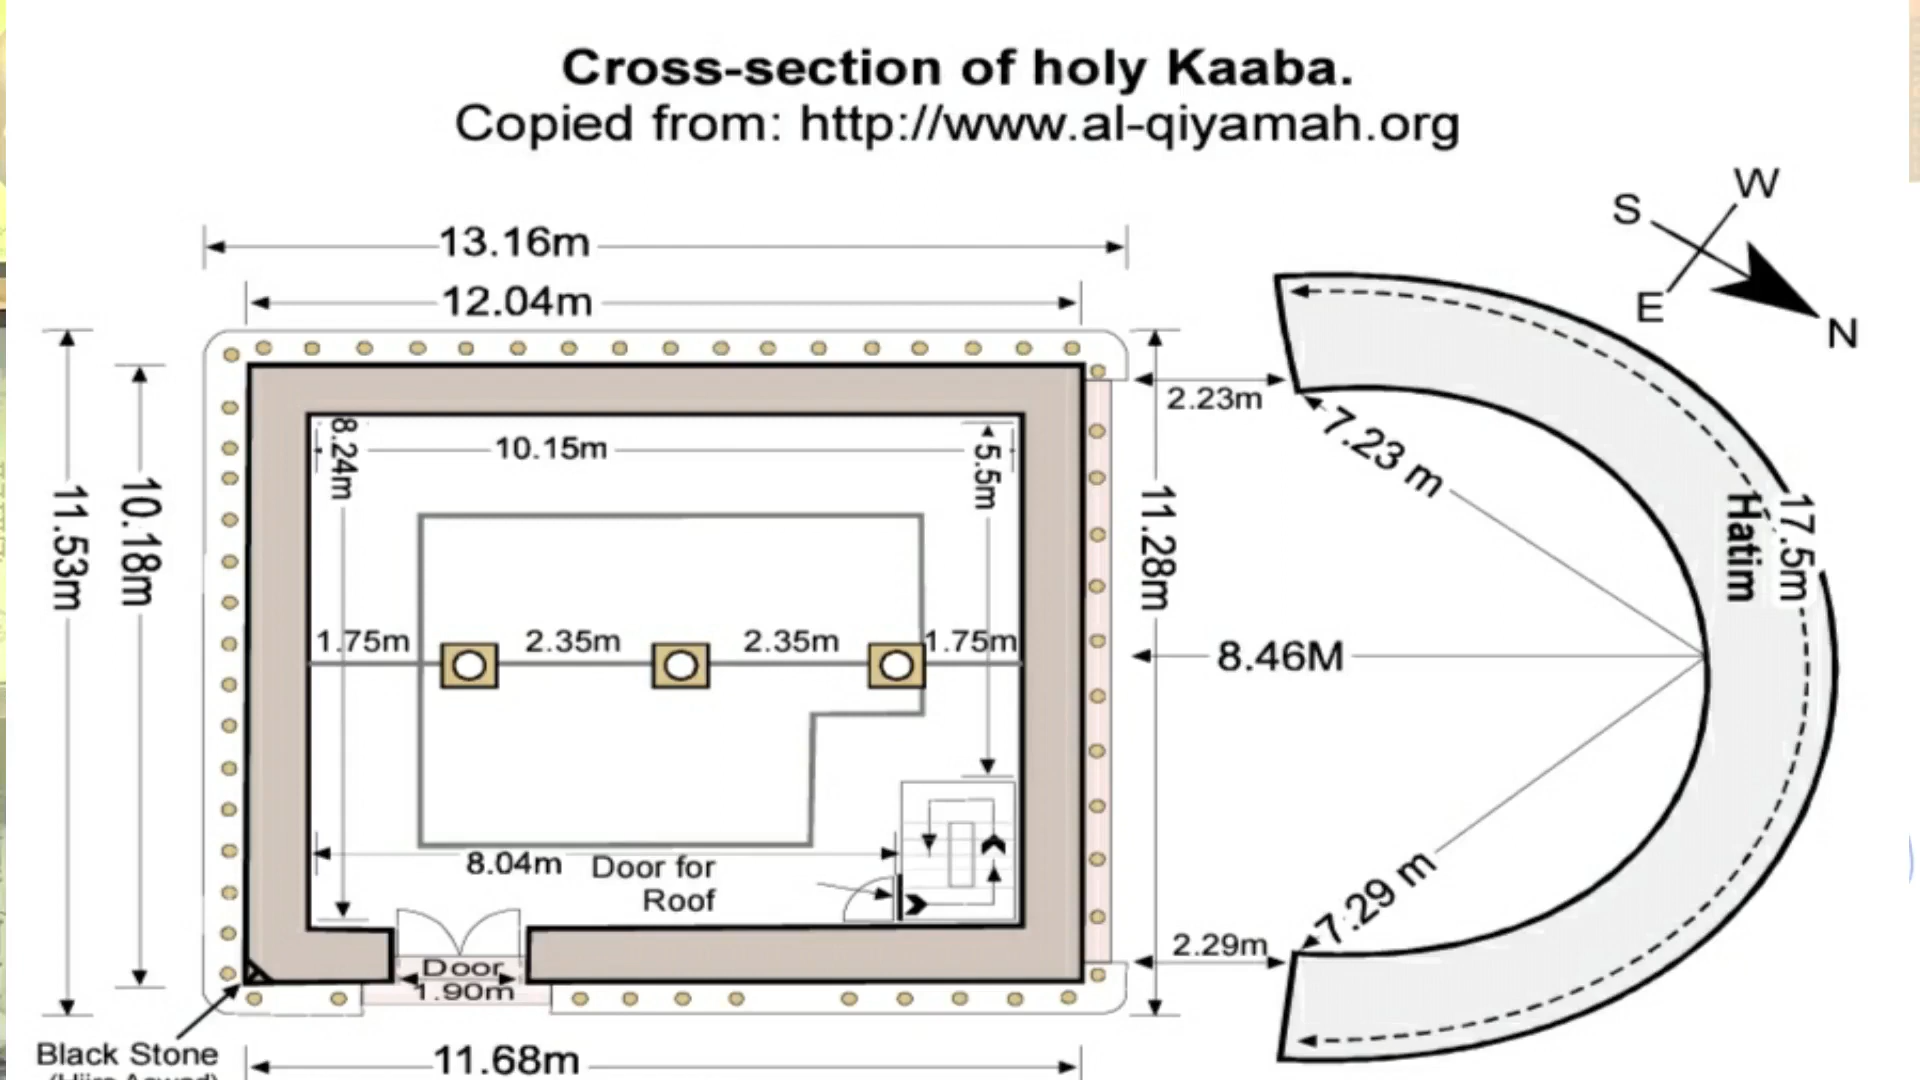 Cross-section of holy Kaaba.
Copied from: http://www.al-qiyamah.org
W
S
E
N
13.16m
12.04m
11.53m
10.18m
8.24m
10.15m
5.5m
11.28m
2.23m
7.23 m
Hatim
17.5m
1.75m
2.35m
2.35m
1.75m
8.46M
8.04m
Door for
Roof
7.29 m
2.29m
Door
1.90m
Black Stone
11.68m